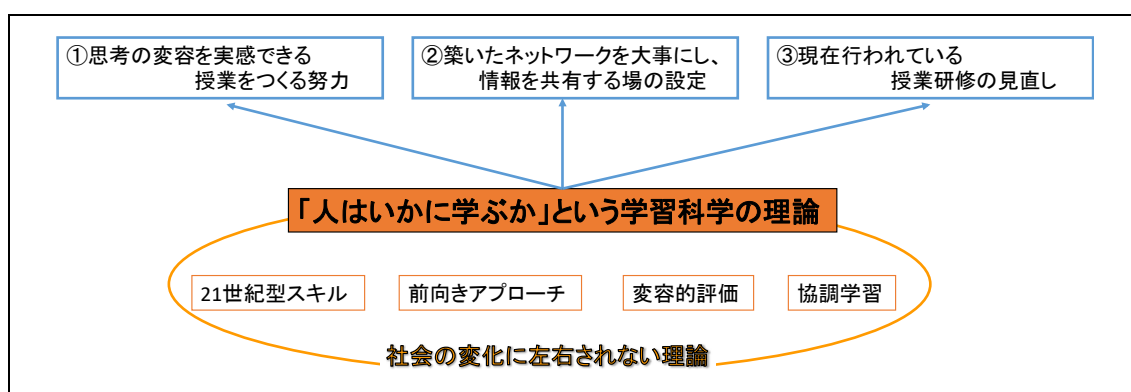 ①思考の変容を実感できる
授業をつくる努力
②築いたネットワークを大事にし、
情報を共有する場の設定
③現在行われている
授業研修の見直し
「人はいかに学ぶか」という学習科学の理論
21世紀型スキル
前向きアプローチ
変容的評価
協調学習
社会の変化に左右されない理論